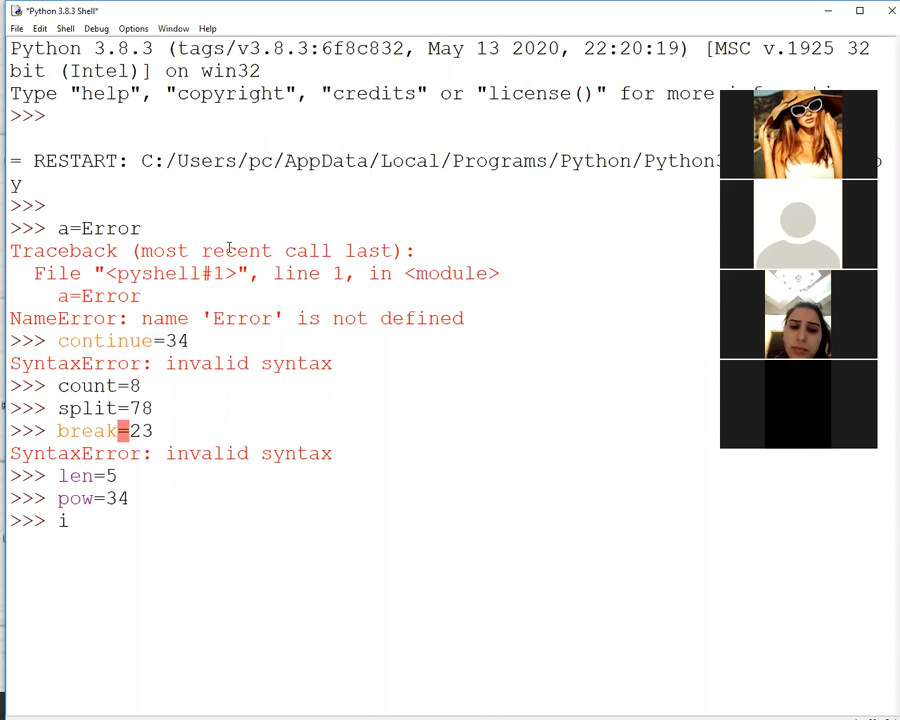 *Python 3.8.3 Shell*
File Edit Shell Debug Options Window Help
Python 3.8.3 (tags/v3.8.3:6f8c832, May 13 2020, 22:20:19) [MSC v.1925 32
bit (Intel)] on win32
Type "help", "copyright", "credits" or "license()" for more
>>>
= RESTART: C:/Users/pc/AppData/Local/Programs/Python/Python3
y
>>>
>>> a=Error
Traceback (most recent call last):
File "<pyshell#1>", line 1, in <module>
a=Error
NameError: name 'Error' is not defined
>>> continue=34
SyntaxError: invalid syntax
>>> count=8
>>> split=78
>>> break=23
SyntaxError: invalid syntax
>>> len=5
>>> pow=34
>>> i